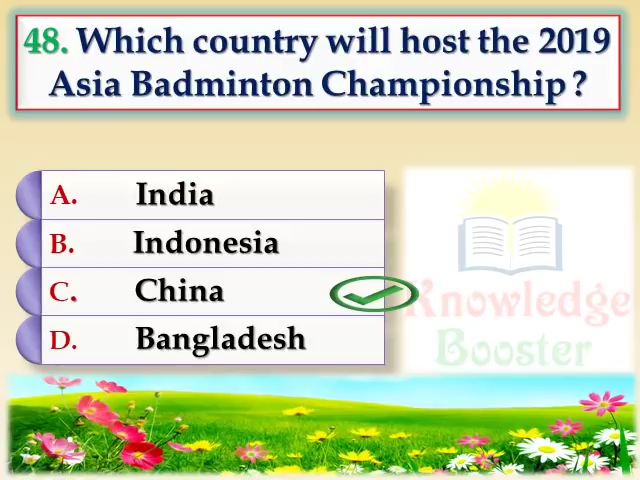 48. Which country will host the 2019
Asia Badminton Championship ?
A. India
B. Indonesia
C. China
D. Bangladesh
Knowledge
Booster